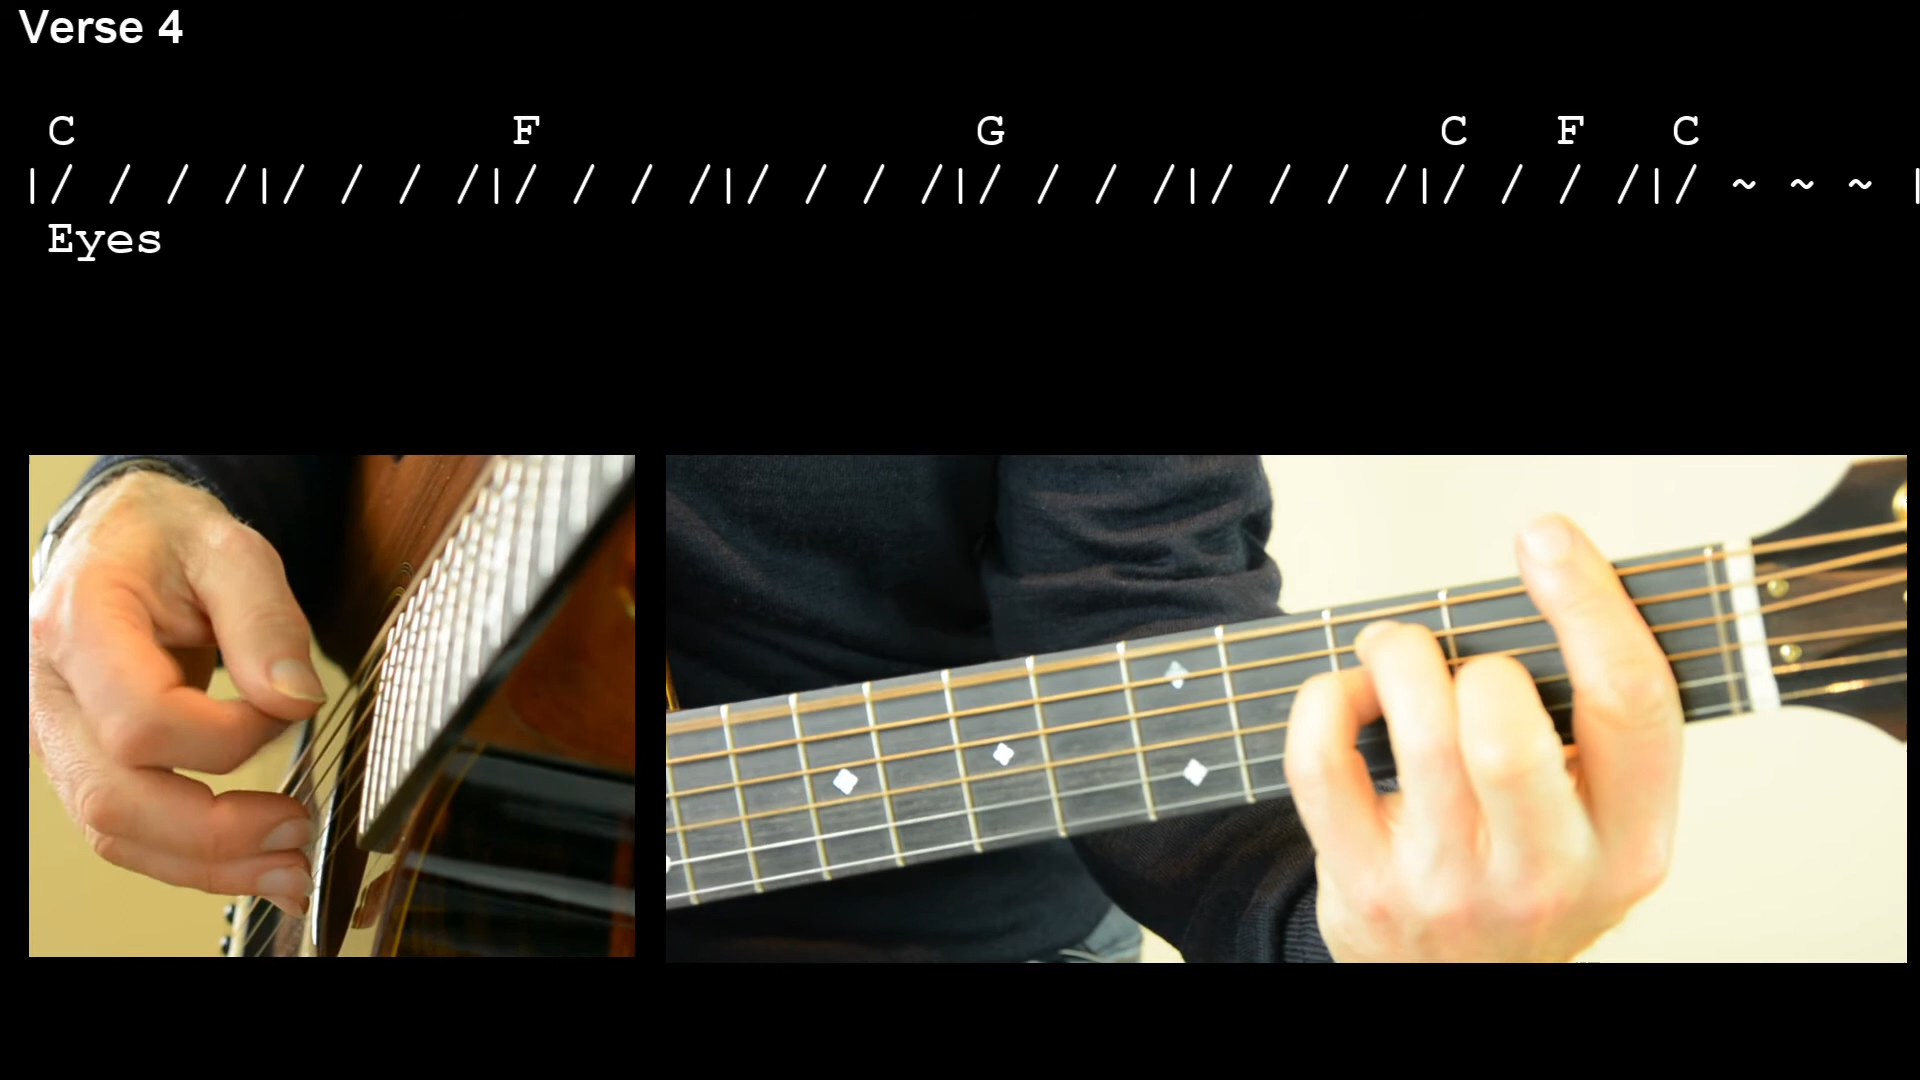 Verse 4
C F G C F C
|/ / / /|/ / / /|/ / / /|/ / / /|/ / / /|/ / / /|/ / / /|/ ~ ~ ~ |
Eyes